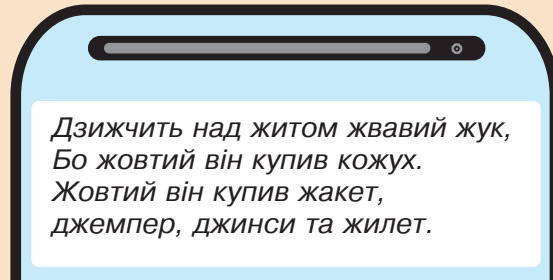 Дзижчить над житом жвавий жук,
Бо жовтий він купив кожух.
Жовтий він купив жакет,
джемпер, джинси та жилет.